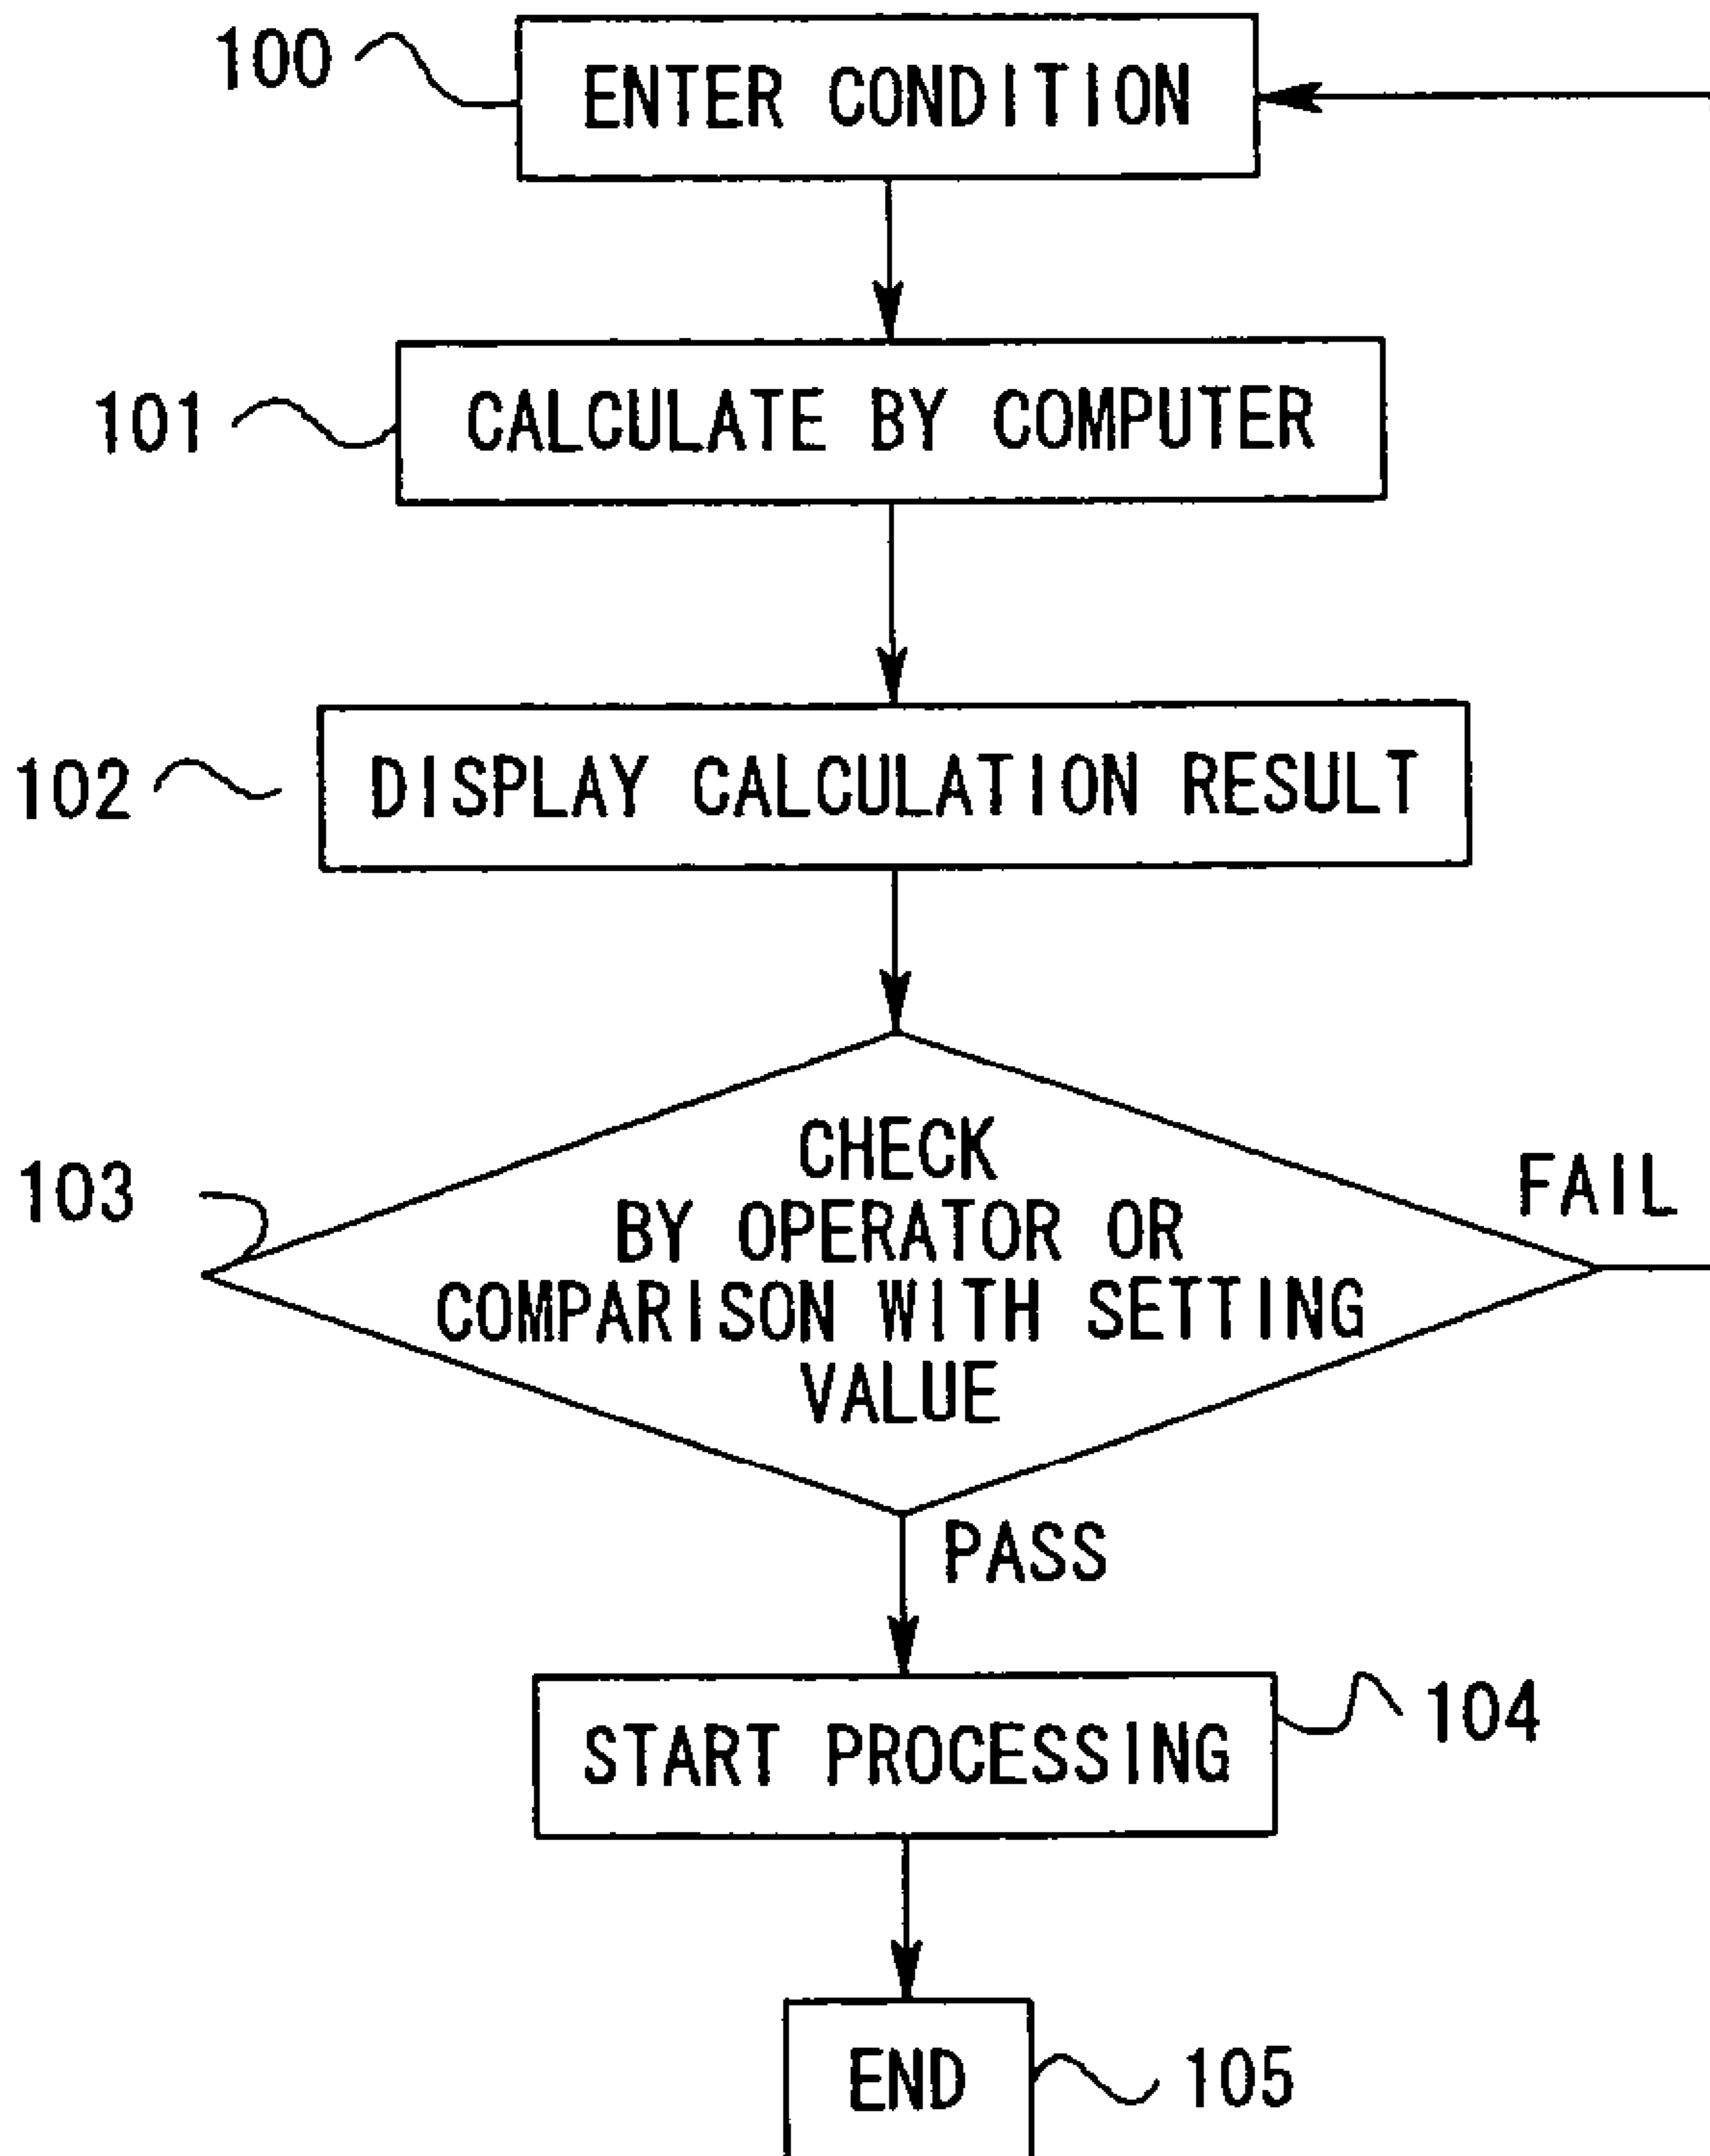 100
ENTER CONDITION
101
CALCULATE BY COMPUTER
102
DISPLAY CALCULATION RESULT
103
CHECK
BY OPERATOR OR
COMPARISON WITH SETTING
VALUE
FAIL
PASS
104
START PROCESSING
END
105